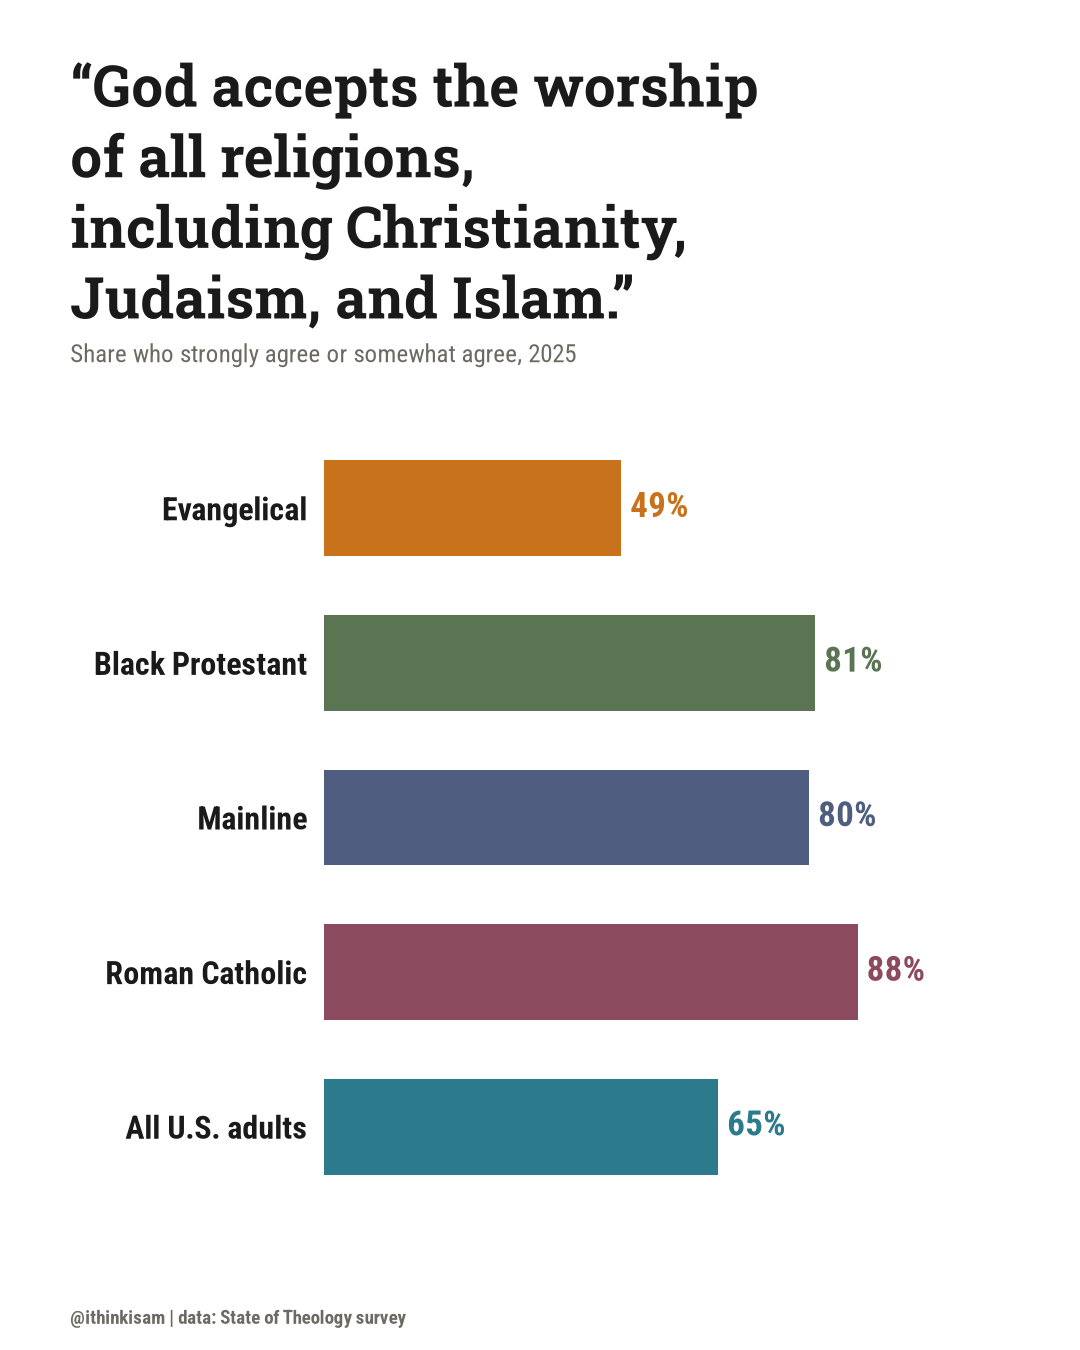 “God accepts the worship
of all religions,
including Christianity,
Judaism, and Islam.”
Share who strongly agree or somewhat agree, 2025
Evangelical 49%
Black Protestant 81%
Mainline 80%
Roman Catholic 88%
All U.S. adults 65%
@ithinkisam | data: State of Theology survey